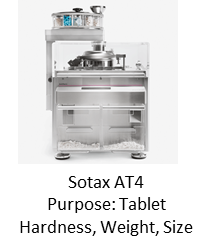 Sotax AT4
Purpose: Tablet
Hardness, Weight, Size